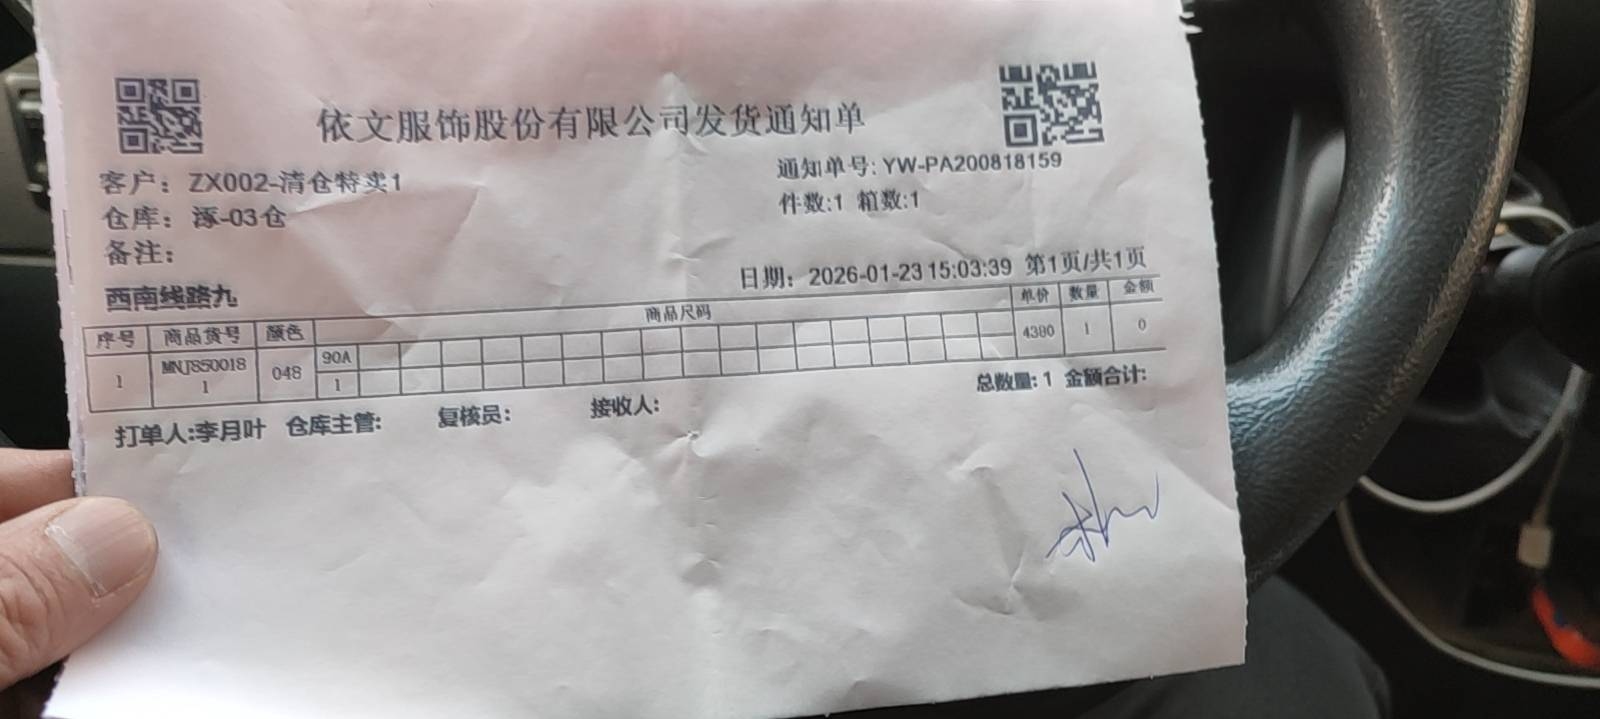 依文服饰股份有限公司发货通知单
客户：ZX002-清仓特卖1
通知单号：YW-PA200818159
仓库：涿-03仓
件数:1 箱数:1
备注：
日期：2026-01-23 15:03:39 第1页/共1页
西南线路九
序号 商品货号 颜色 商品尺码 单价 数量 金额
90A
1 MNJ850018 048 4380 1 0
1 1
总数量: 1 金额合计:
打单人:李月叶 仓库主管: 复核员: 接收人: